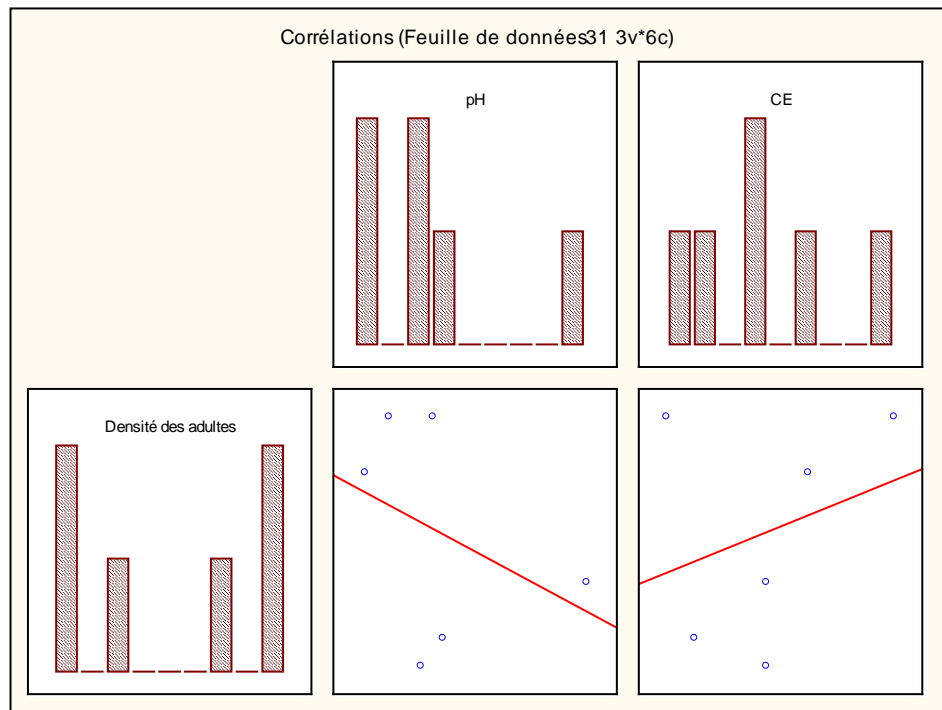 Corrélations (Feuille de données31 3v*6c)
pH
CE
Densité des adultes